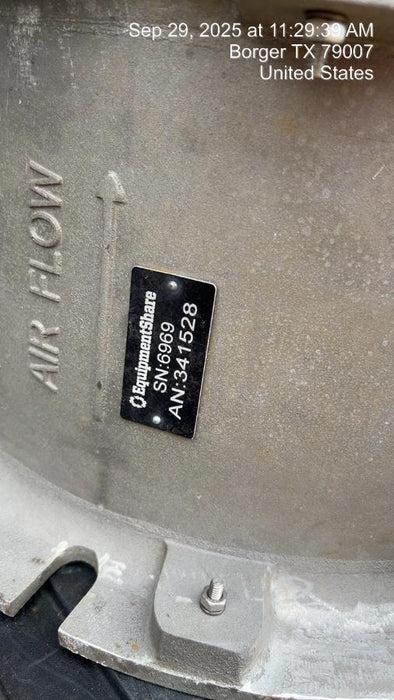 Sep 29, 2025 at 11:29:39 AM
Borger TX 79007
United States
AIR FLOW
EquipmentShare
SN:6969
AN:341528